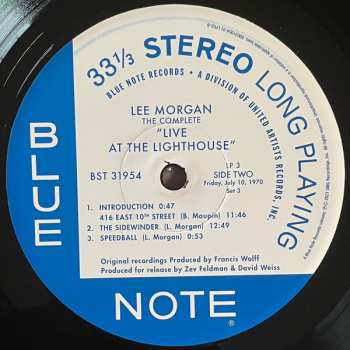 33⅓ STEREO LONG PLAYING
BLUE NOTE RECORDS • A DIVISION OF UNITED ARTISTS RECORDS, INC.
LEE MORGAN
THE COMPLETE
"LIVE
AT THE LIGHTHOUSE"
BST 31954
LP 3
SIDE TWO
Friday, July 10, 1970
Set 3
1. INTRODUCTION 0:47
416 EAST 10TH STREET (B. Maupin) 11:46
2. THE SIDEWINDER (L. Morgan) 12:49
3. SPEEDBALL (L. Morgan) 0:53
Original recordings Produced by Francis Wolff
Produced for release by Zev Feldman & David Weiss
BLUE
NOTE
®